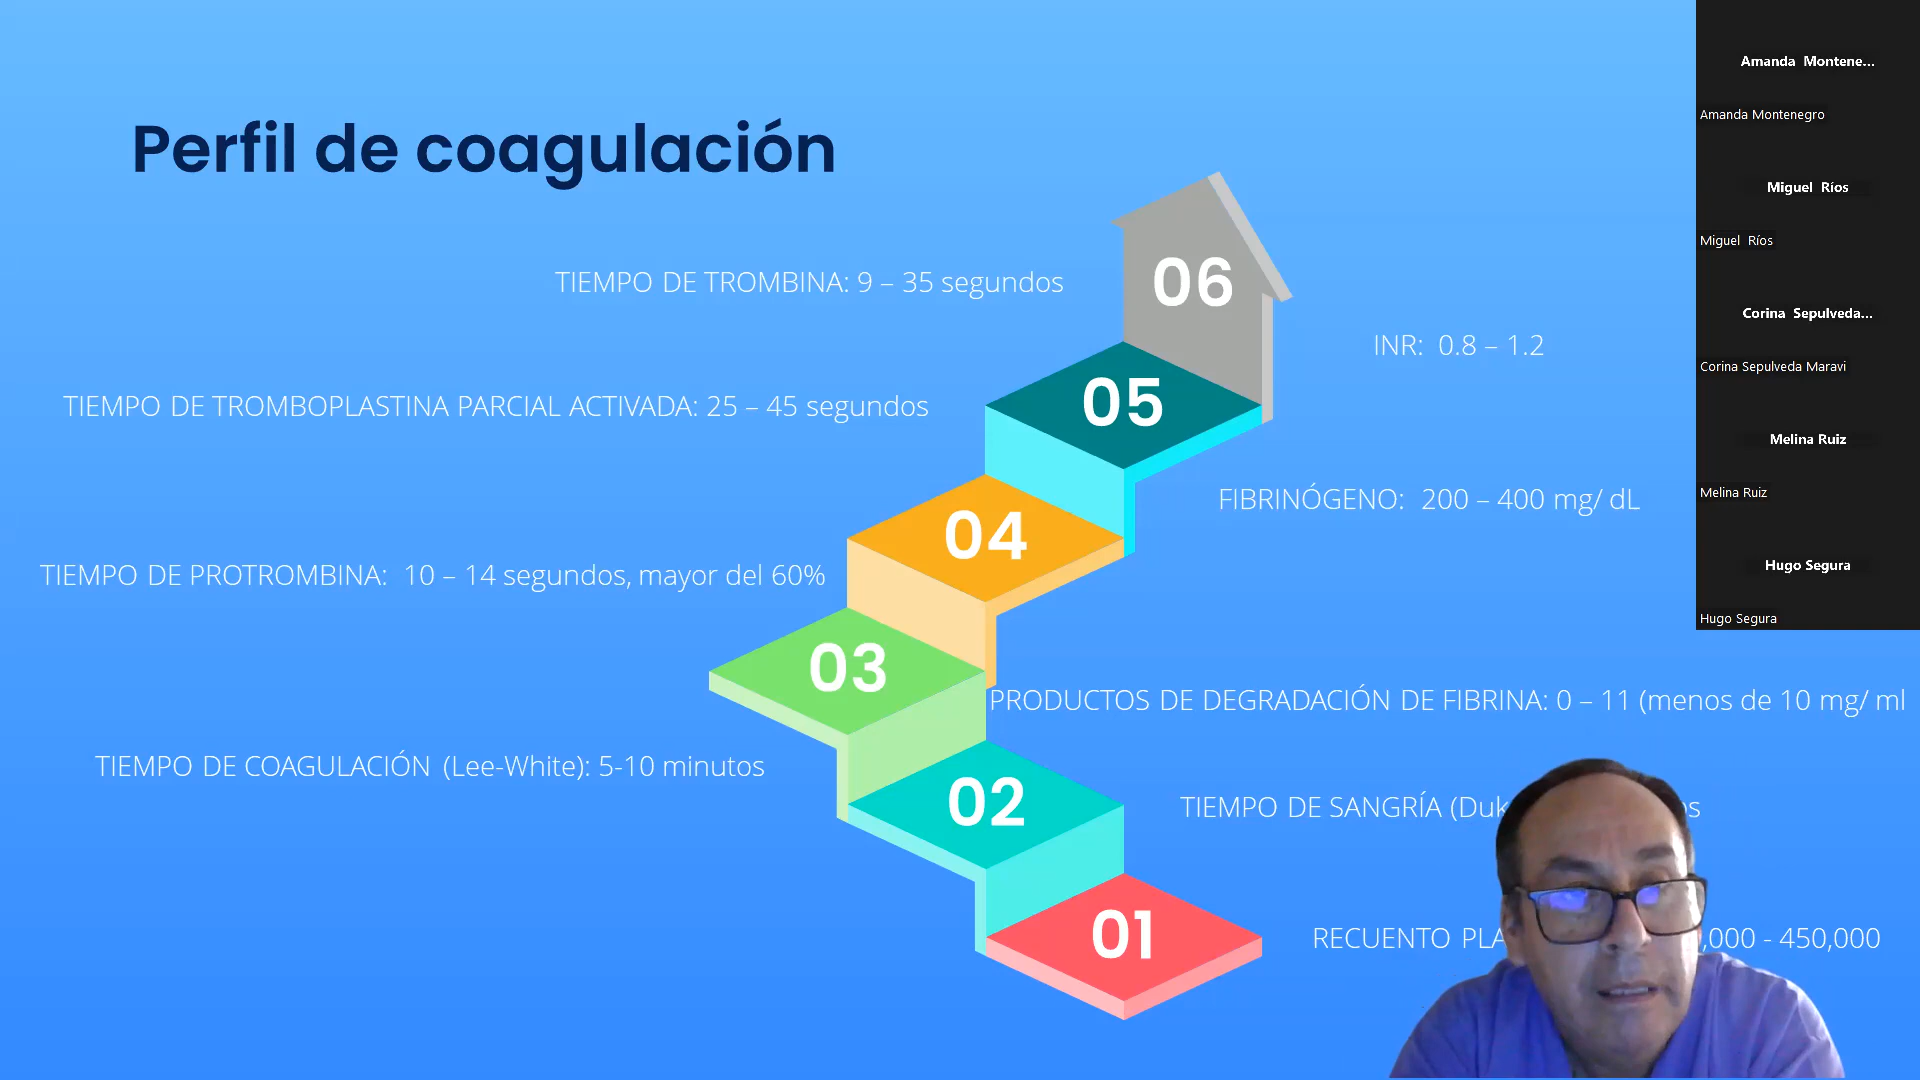 Perfil de coagulación
06
TIEMPO DE TROMBINA: 9 – 35 segundos
INR: 0.8 – 1.2
05
TIEMPO DE TROMBOPLASTINA PARCIAL ACTIVADA: 25 – 45 segundos
FIBRINÓGENO: 200 – 400 mg/ dL
04
TIEMPO DE PROTROMBINA: 10 – 14 segundos, mayor del 60%
03
PRODUCTOS DE DEGRADACIÓN DE FIBRINA: 0 – 11 (menos de 10 mg/ ml
TIEMPO DE COAGULACIÓN (Lee-White): 5-10 minutos
02
TIEMPO DE SANGRÍA
01
RECUENTO
,000 - 450,000
Amanda Montene...
Amanda Montenegro
Miguel Ríos
Miguel Ríos
Corina Sepulveda...
Corina Sepulveda Maravi
Melina Ruiz
Melina Ruiz
Hugo Segura
Hugo Segura